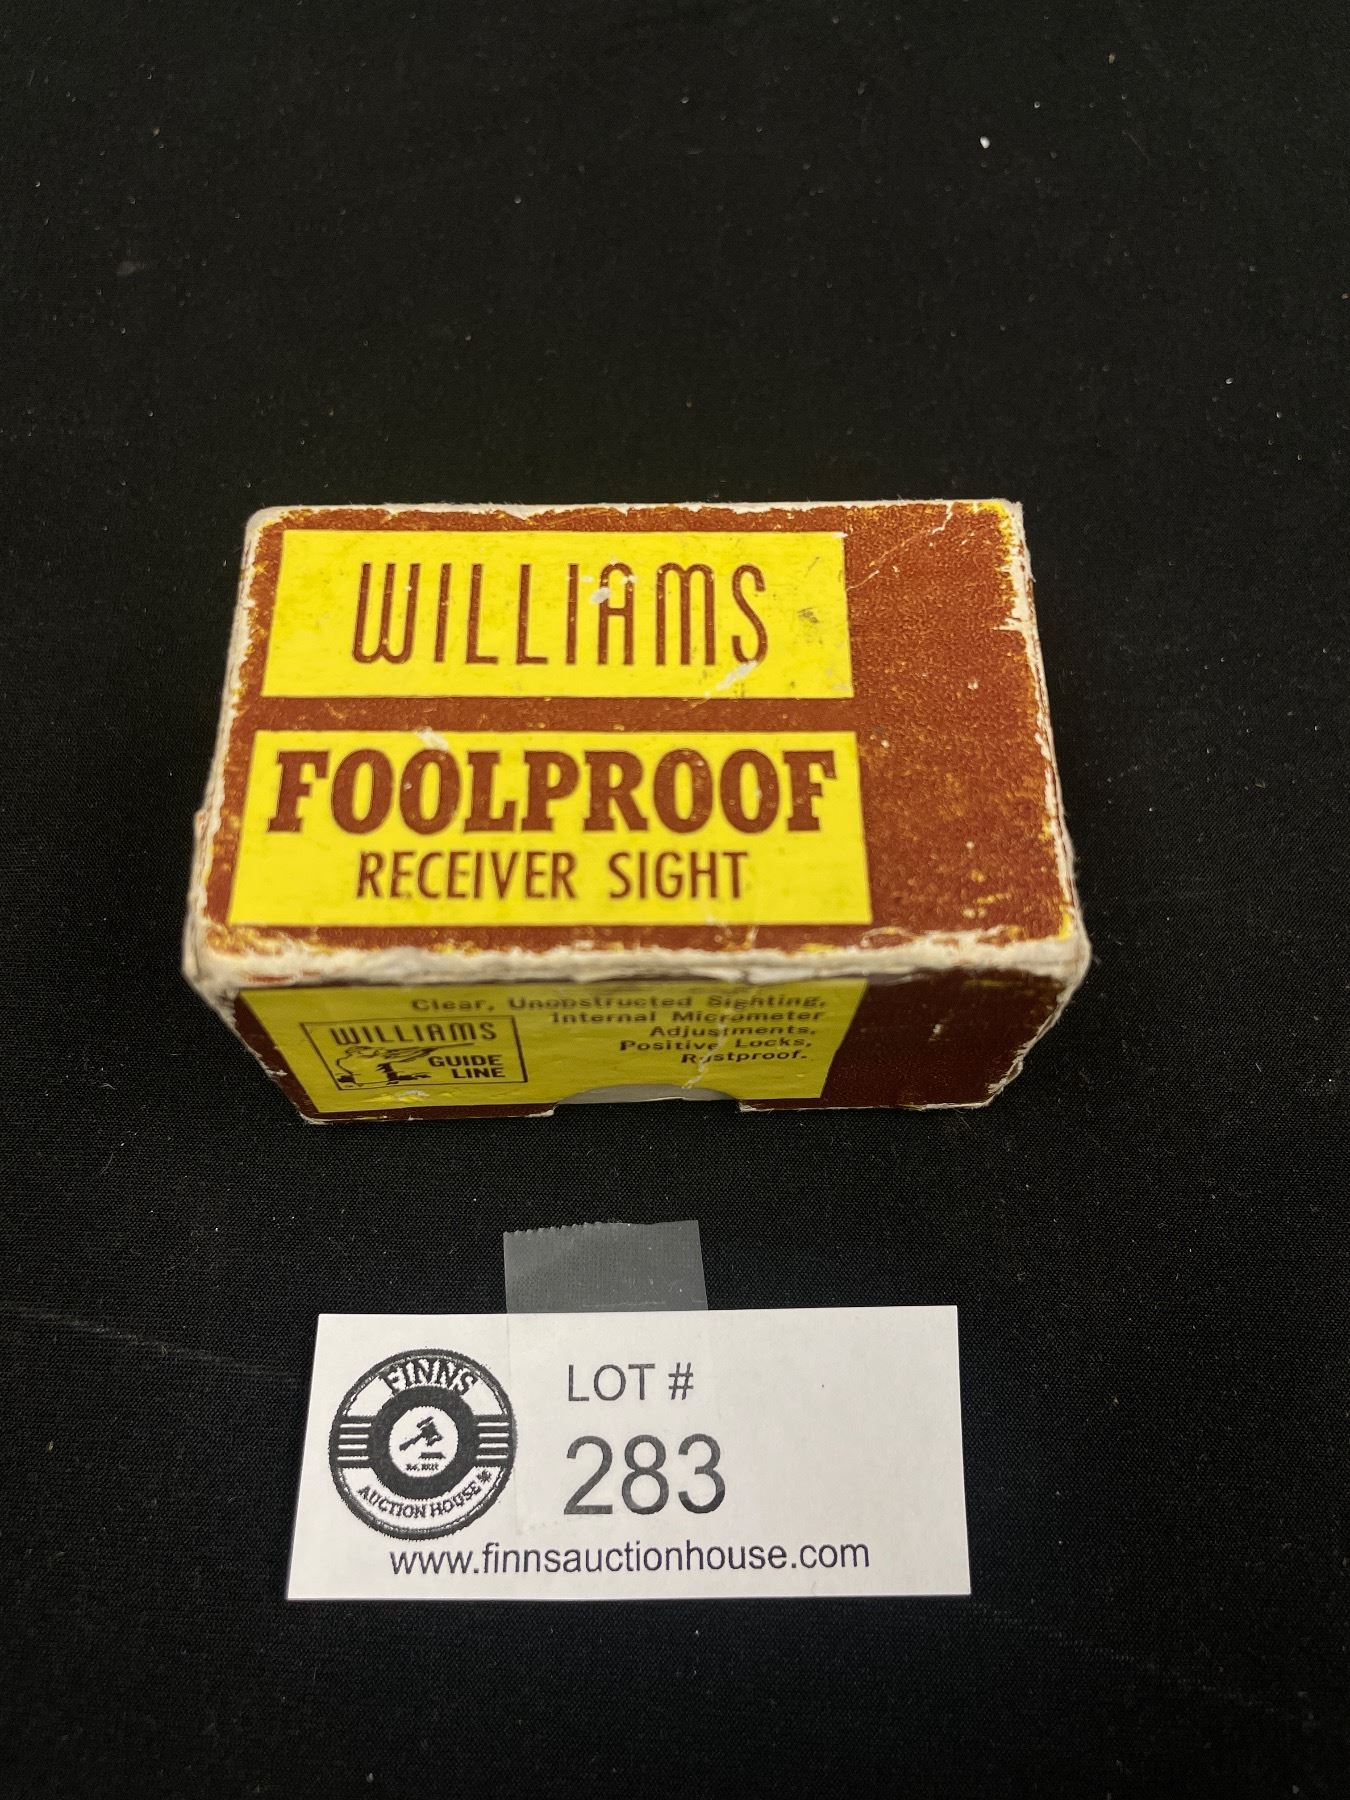 WILLIAMS
FOOLPROOF
RECEIVER SIGHT
Clear, Unobstructed Sighting,
Internal Micrometer
Adjustments,
Positive Locks,
Rustproof.
WILLIAMS
GUIDE
LINE
FINNS
AUCTION HOUSE
LOT #
283
www.finnsauctionhouse.com